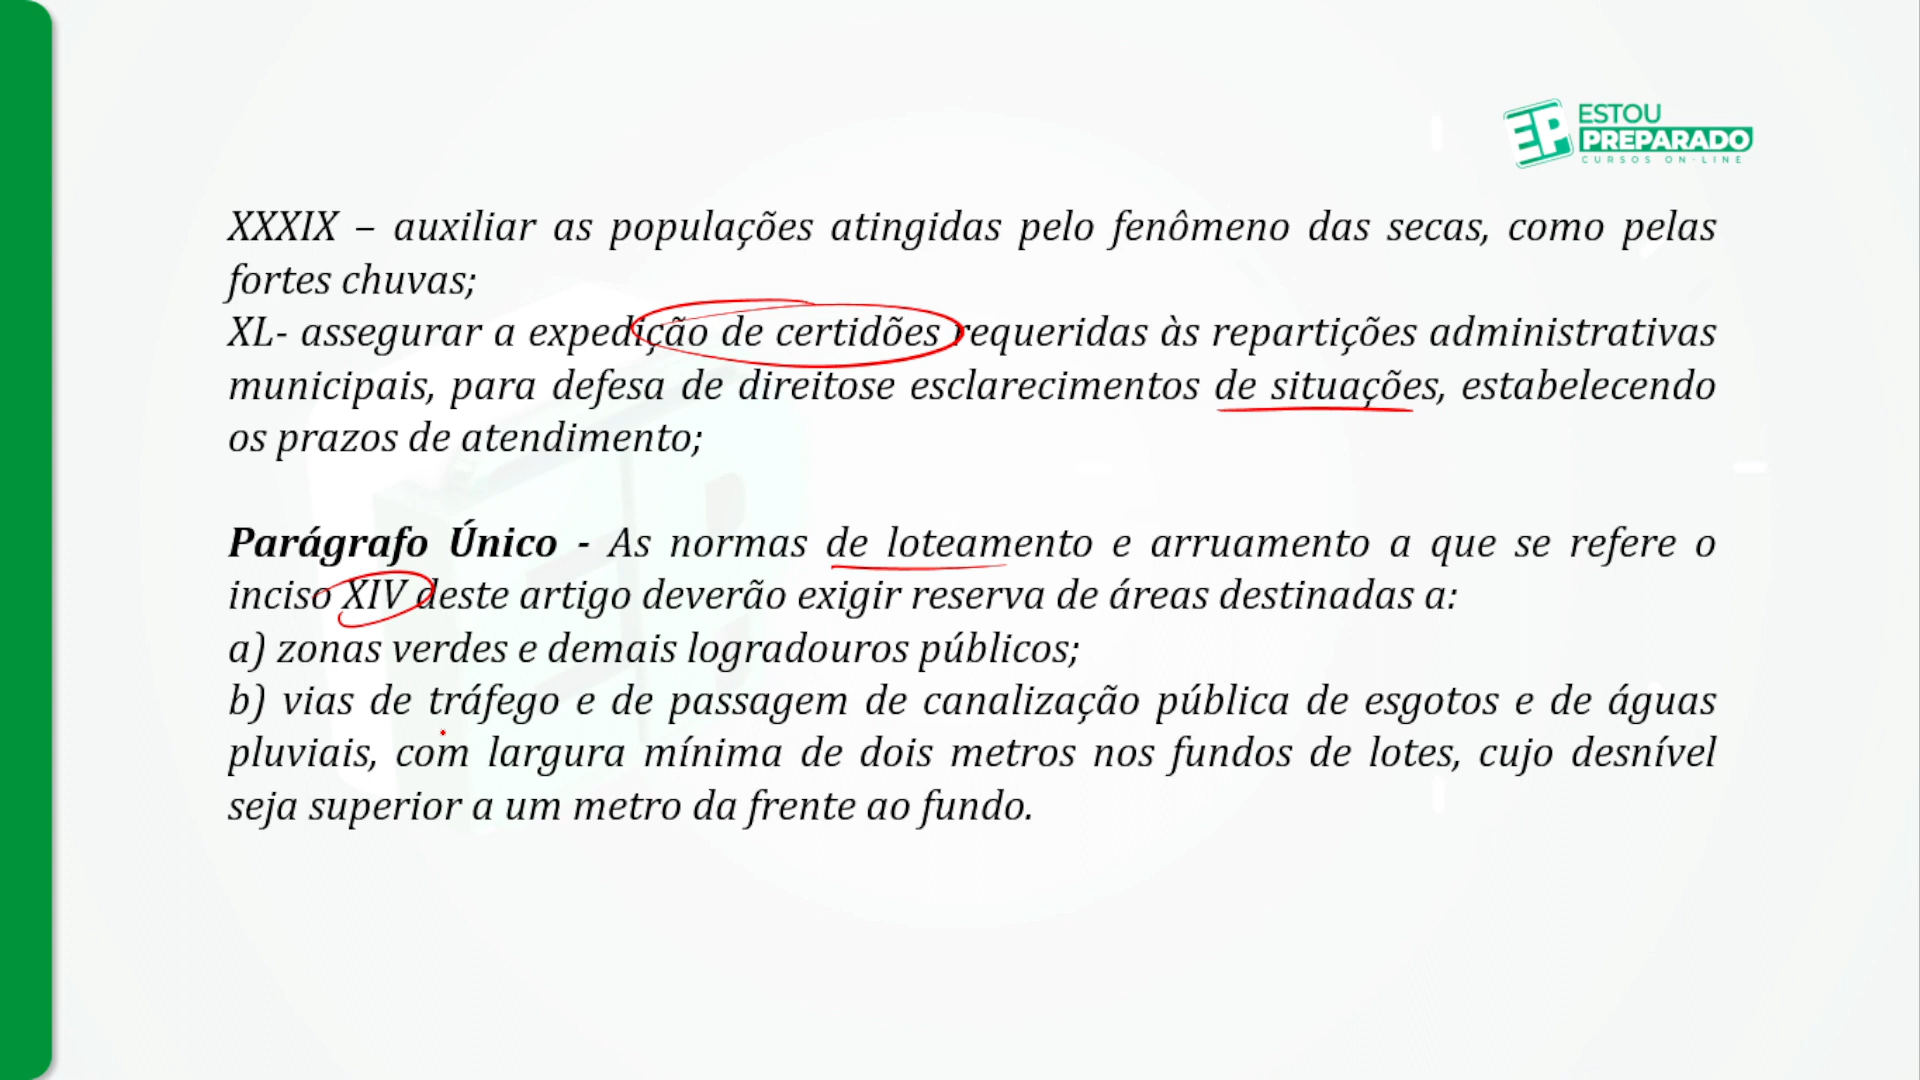 EP ESTOU
PREPARADO
CURSOS ON-LINE
XXXIX – auxiliar as populações atingidas pelo fenômeno das secas, como pelas
fortes chuvas;
XL- assegurar a expedição de certidões requeridas às repartições administrativas
municipais, para defesa de direitose esclarecimentos de situações, estabelecendo
os prazos de atendimento;
Parágrafo Único - As normas de loteamento e arruamento a que se refere o
inciso XIV deste artigo deverão exigir reserva de áreas destinadas a:
a) zonas verdes e demais logradouros públicos;
b) vias de tráfego e de passagem de canalização pública de esgotos e de águas
pluviais, com largura mínima de dois metros nos fundos de lotes, cujo desnível
seja superior a um metro da frente ao fundo.